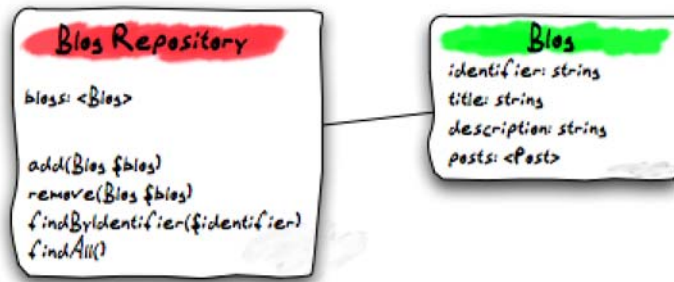 Blog Repository
blogs: <Blog>
add(Blog $blog)
remove(Blog $blog)
findByIdentifier($identifier)
findAll()
Blog
identifier: string
title: string
description: string
posts: <Post>